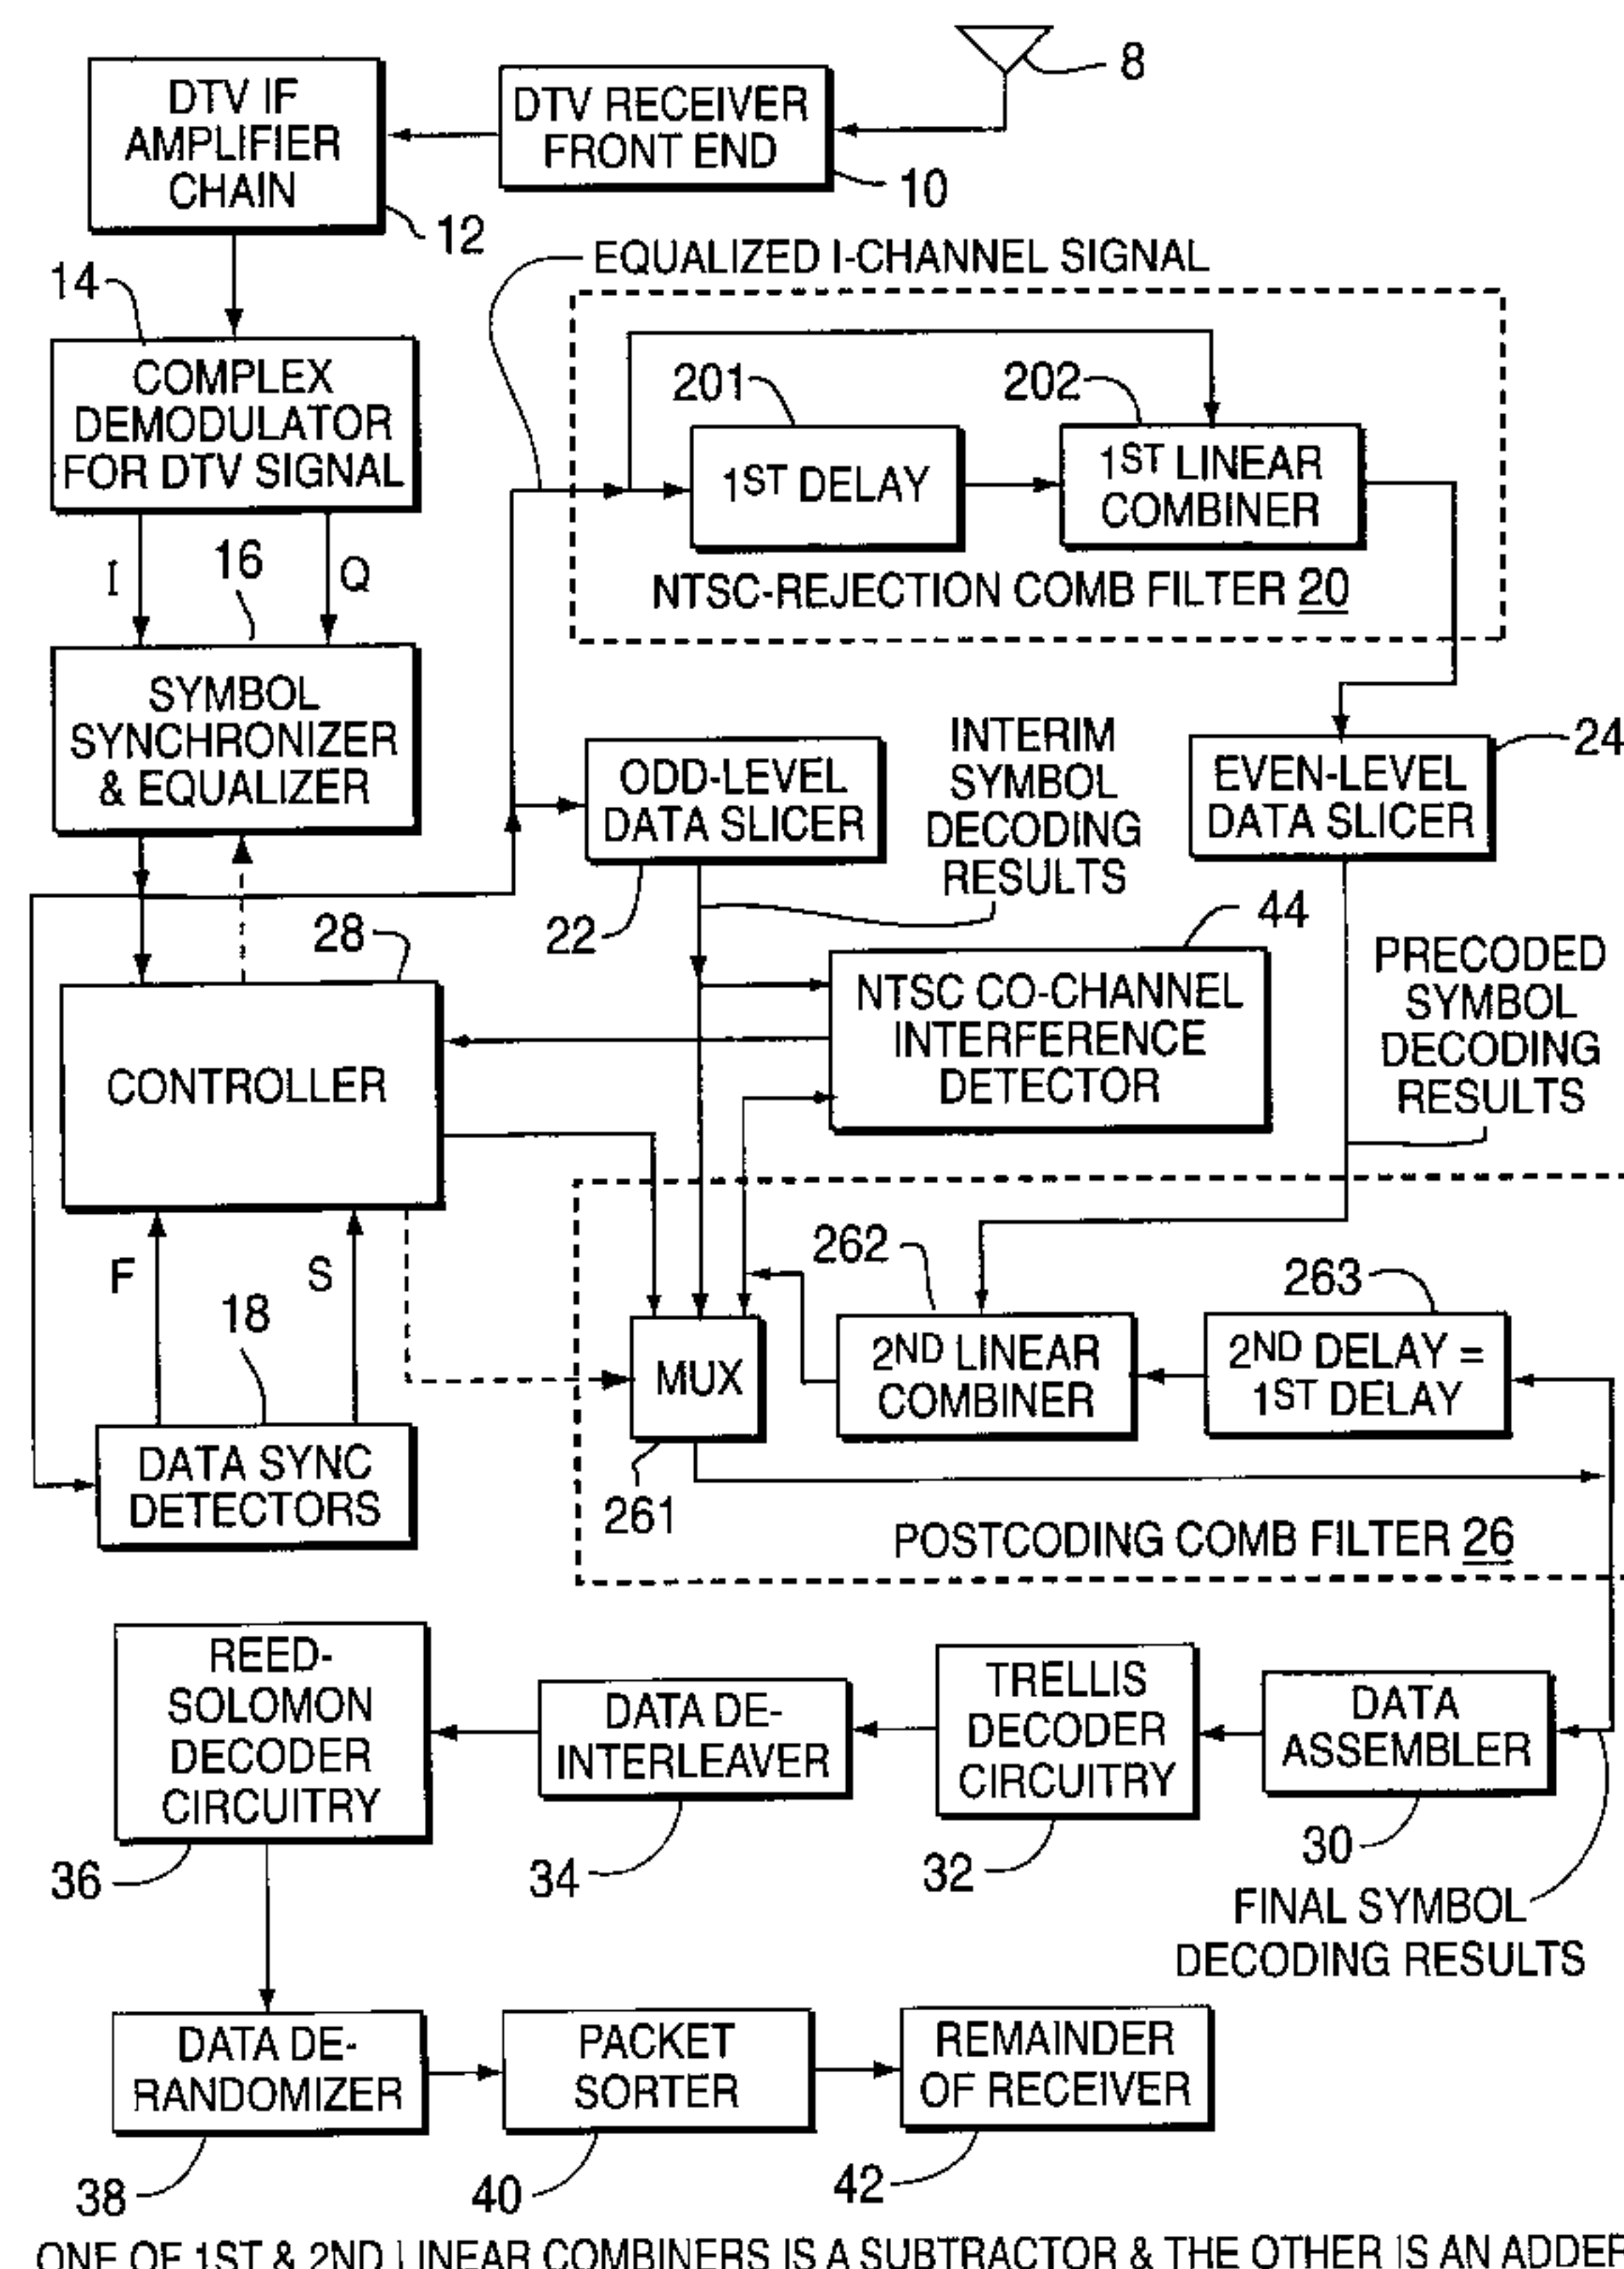 8
DTV IF
AMPLIFIER
CHAIN
12
DTV RECEIVER
FRONT END
10
EQUALIZED I-CHANNEL SIGNAL
14
COMPLEX
DEMODULATOR
FOR DTV SIGNAL
I
16
Q
201
1ST DELAY
202
1ST LINEAR
COMBINER
NTSC-REJECTION COMB FILTER 20
SYMBOL
SYNCHRONIZER
& EQUALIZER
ODD-LEVEL
DATA SLICER
22
INTERIM
SYMBOL
DECODING
RESULTS
EVEN-LEVEL
DATA SLICER
24
28
CONTROLLER
44
NTSC CO-CHANNEL
INTERFERENCE
DETECTOR
PRECODED
SYMBOL
DECODING
RESULTS
F
S
18
DATA SYNC
DETECTORS
MUX
261
262
2ND LINEAR
COMBINER
263
2ND DELAY =
1ST DELAY
POSTCODING COMB FILTER 26
REED-
SOLOMON
DECODER
CIRCUITRY
36
DATA DE-
INTERLEAVER
34
TRELLIS
DECODER
CIRCUITRY
32
DATA
ASSEMBLER
30
FINAL SYMBOL
DECODING RESULTS
DATA DE-
RANDOMIZER
38
PACKET
SORTER
40
REMAINDER
OF RECEIVER
42
ONE OF 1ST & 2ND LINEAR COMBINERS IS A SUBTRACTOR & THE OTHER IS AN ADDER